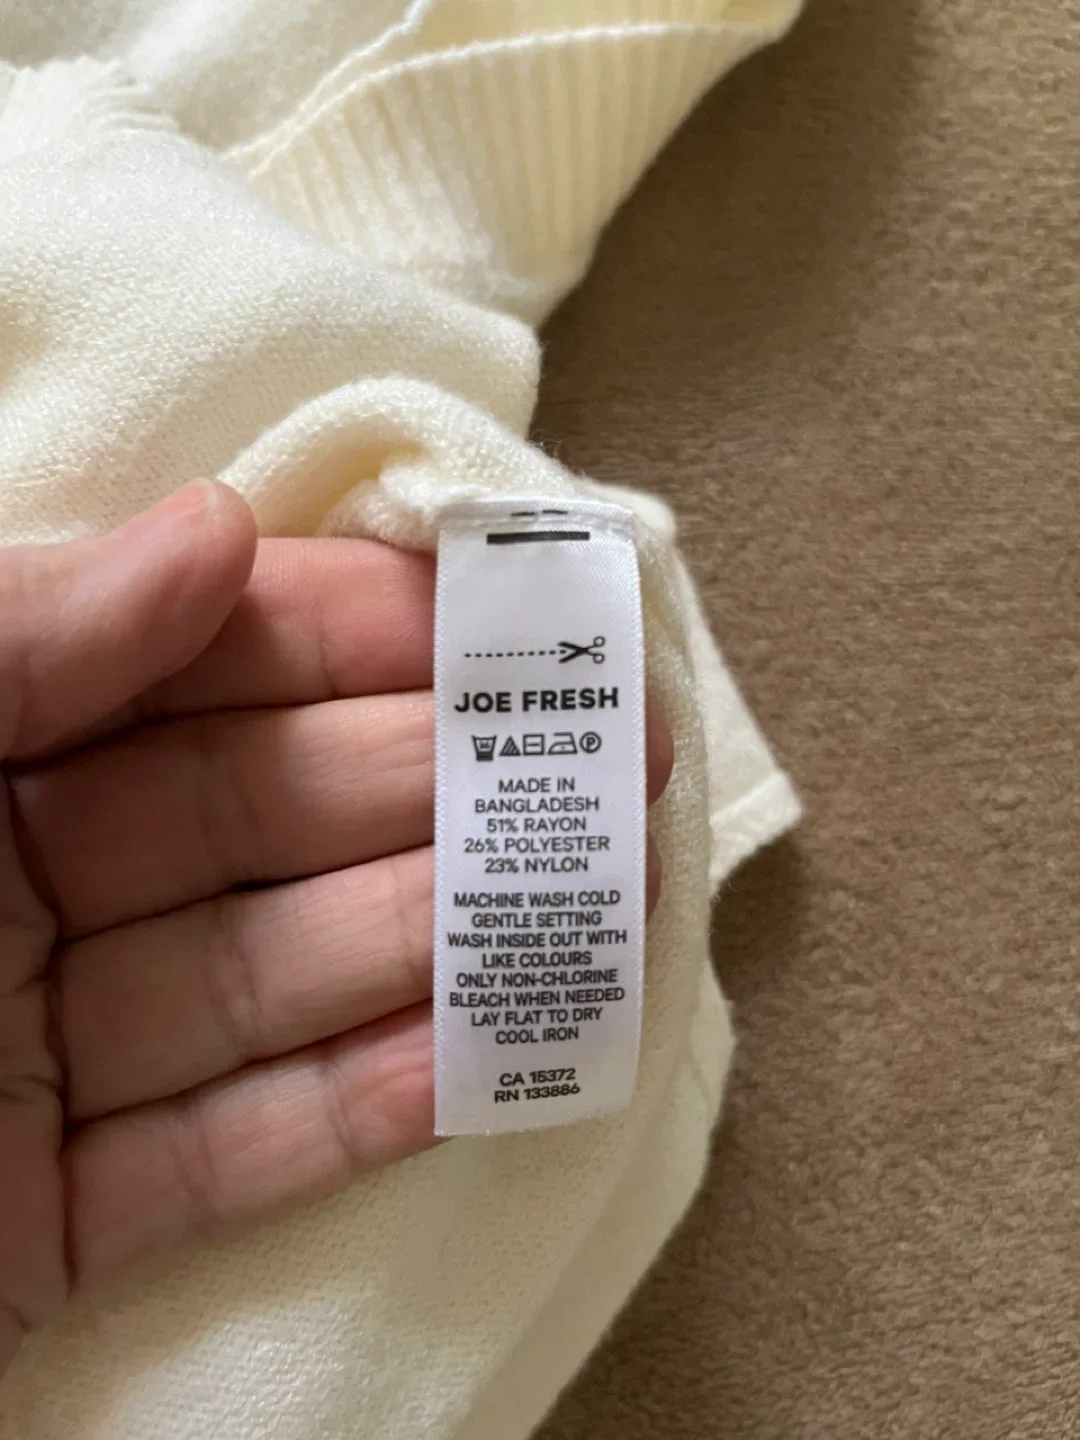 JOE FRESH
MADE IN
BANGLADESH
51% RAYON
26% POLYESTER
23% NYLON
MACHINE WASH COLD
GENTLE SETTING
WASH INSIDE OUT WITH
LIKE COLOURS
ONLY NON-CHLORINE
BLEACH WHEN NEEDED
LAY FLAT TO DRY
COOL IRON
CA 15372
RN 133886